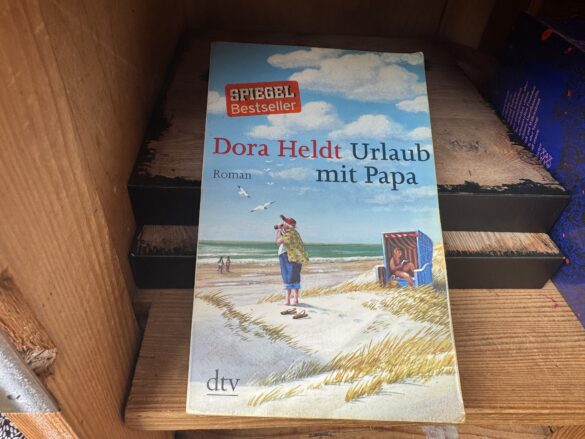 SPIEGEL
Bestseller
Dora Heldt Urlaub
Roman mit Papa
dtv